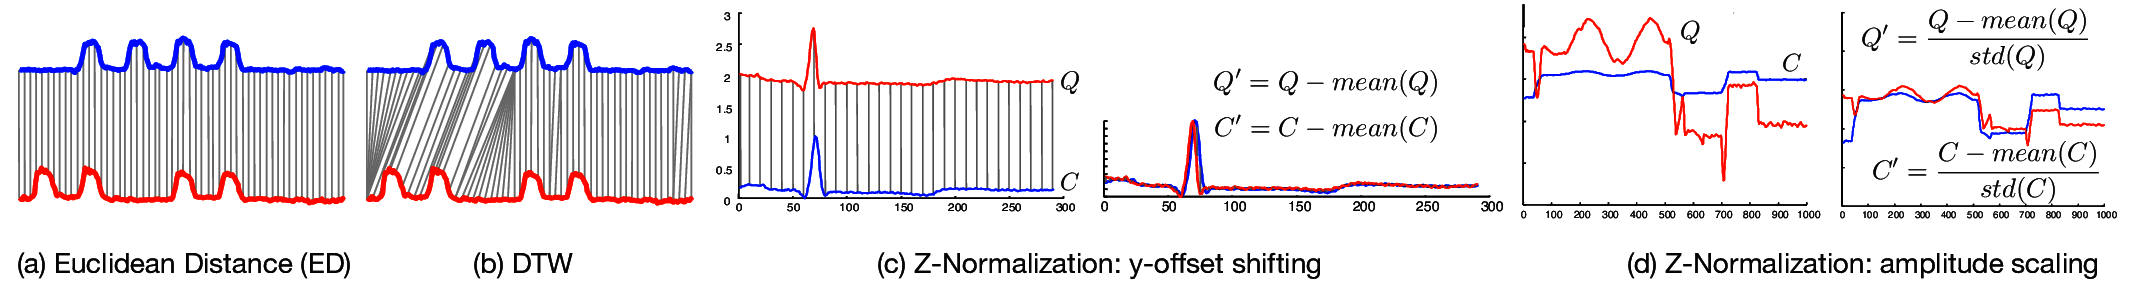 3
2.5
2
1.5
1
0.5
0
0 50 100 150 200 250 300
Q
C
Q' = Q − mean(Q)
C' = C − mean(C)
0 50 100 150 200 250 300
Q
C
0 100 200 300 400 500 600 700 800 900 1000
Q' = Q − mean(Q) / std(Q)
C' = C − mean(C) / std(C)
0 100 200 300 400 500 600 700 800 900 1000
(a) Euclidean Distance (ED)
(b) DTW
(c) Z-Normalization: y-offset shifting
(d) Z-Normalization: amplitude scaling